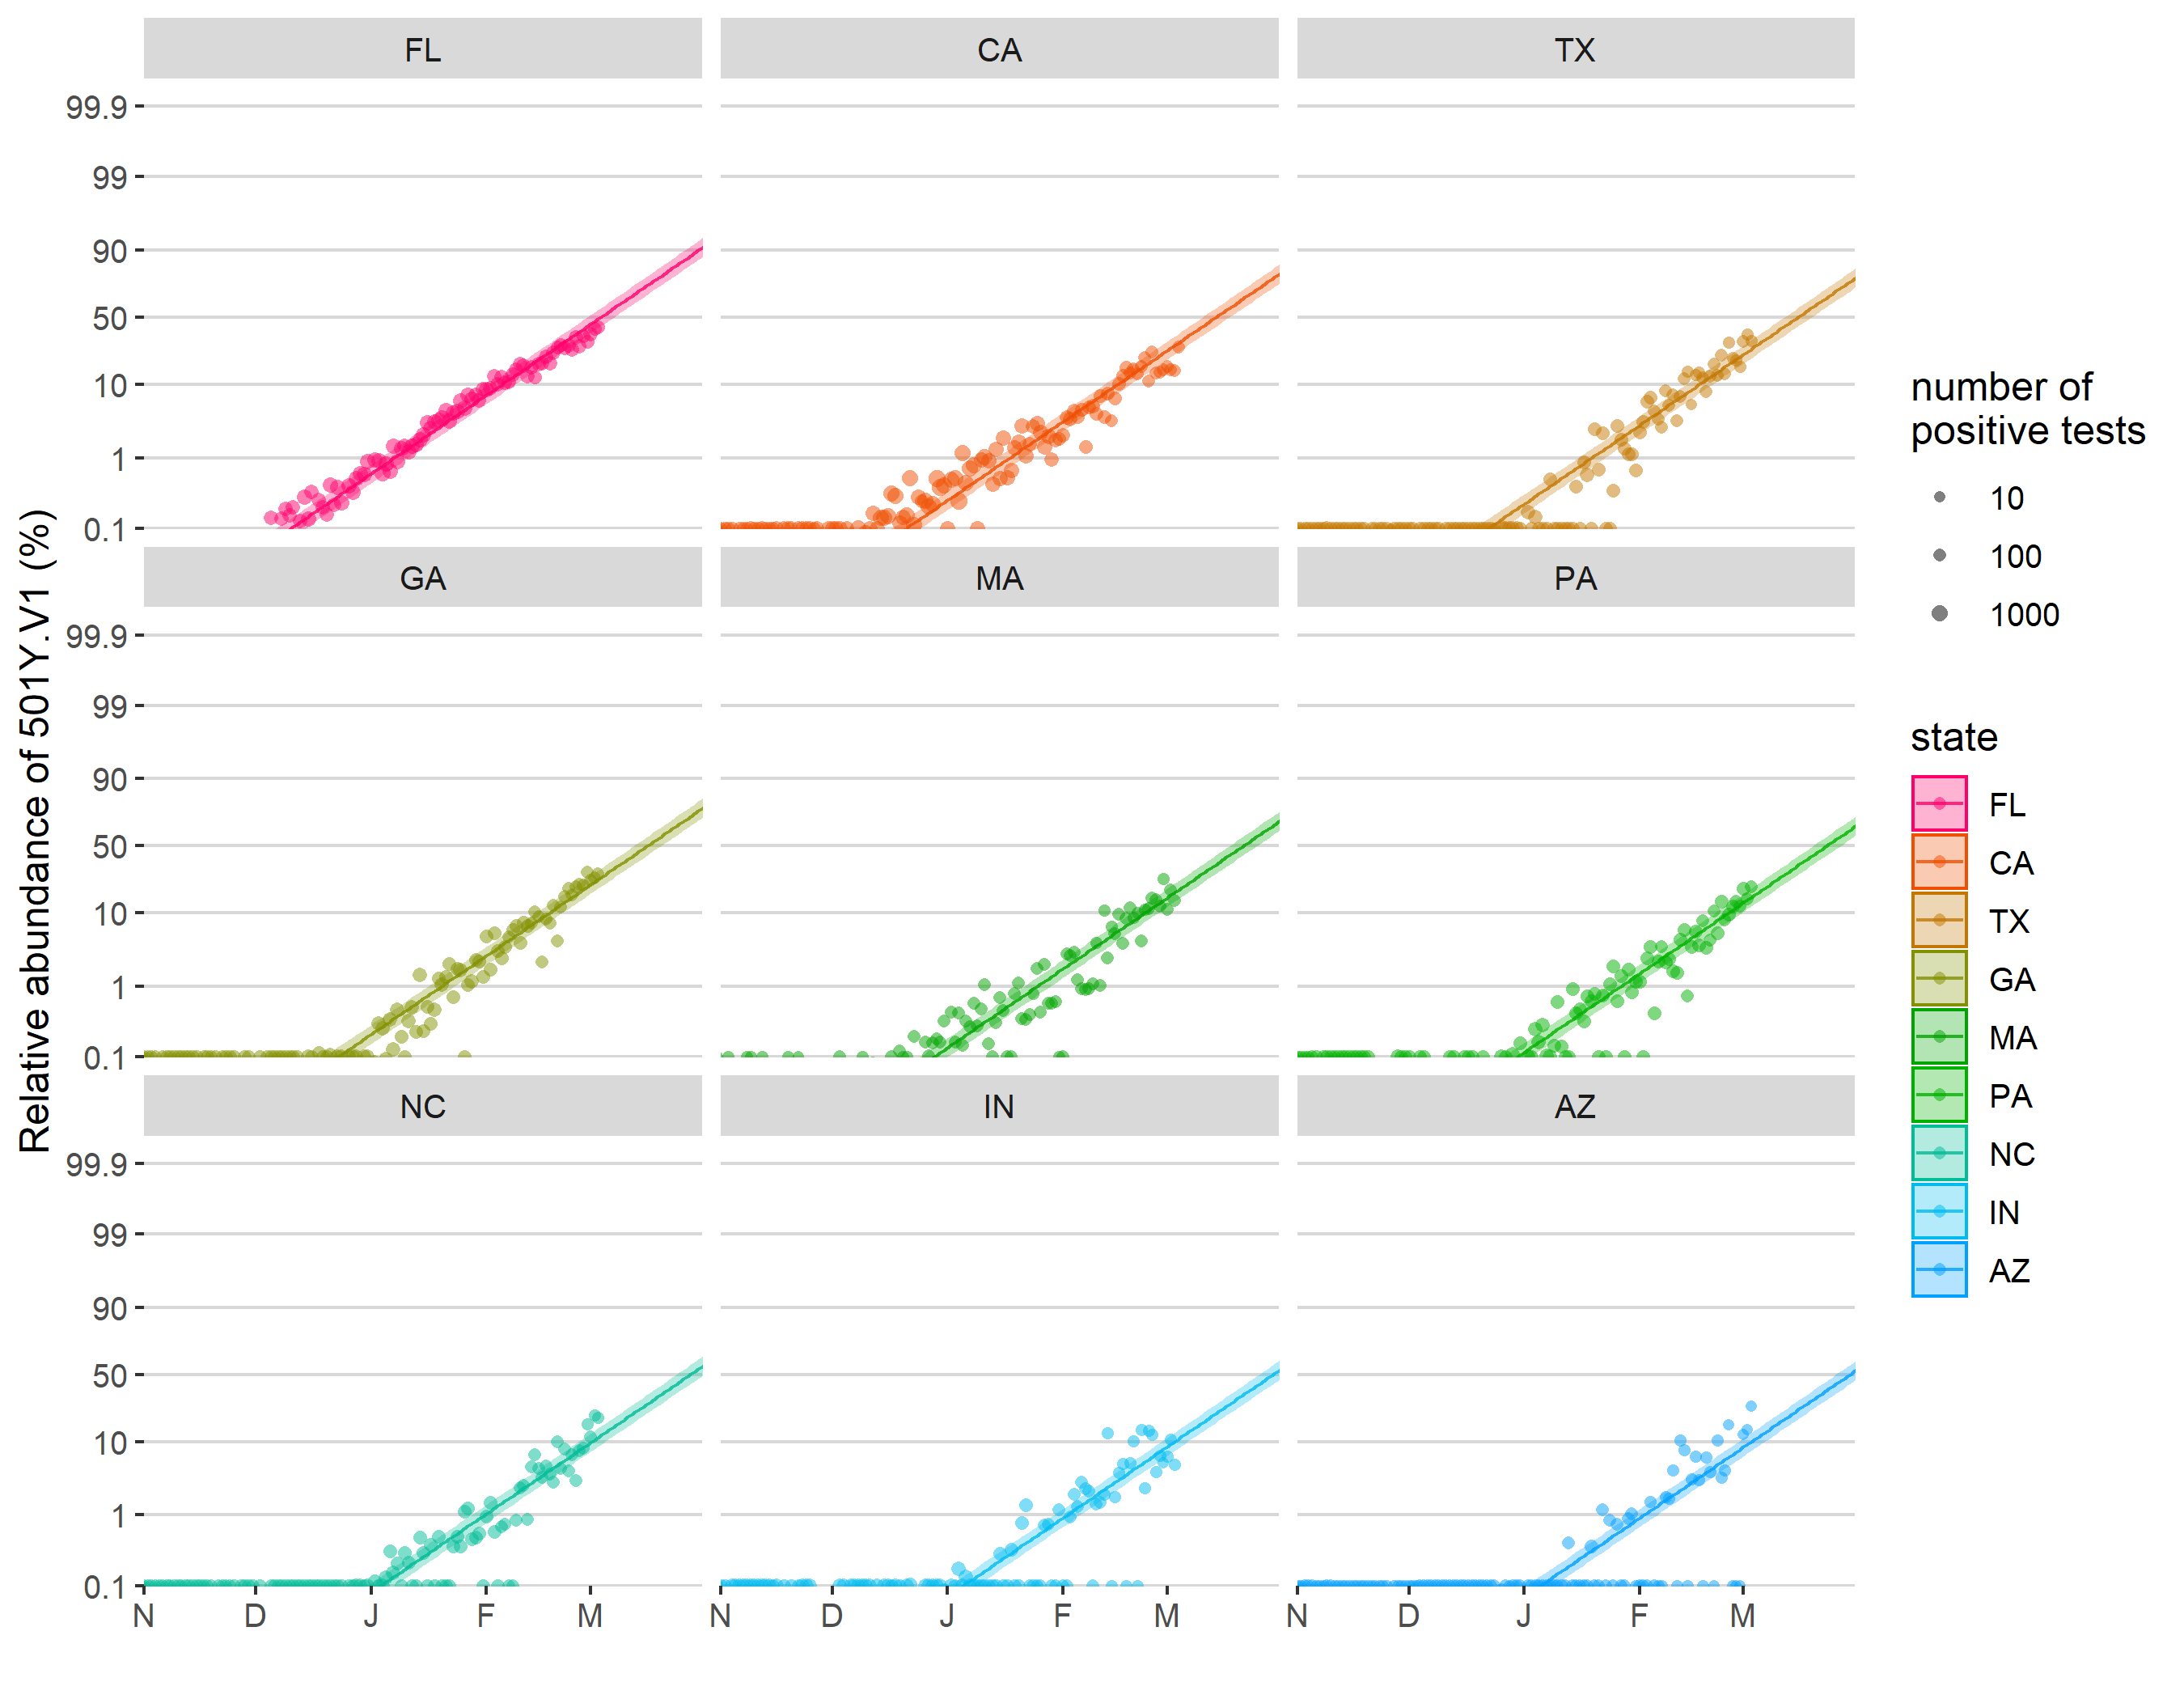 FL
CA
TX
99.9
99
90
50
10
1
0.1
GA
MA
PA
99.9
99
90
50
10
1
0.1
NC
IN
AZ
99.9
99
90
50
10
1
0.1
N D J F M
N D J F M
N D J F M
Relative abundance of 501Y.V1 (%)
number of
positive tests
10
100
1000
state
FL
CA
TX
GA
MA
PA
NC
IN
AZ